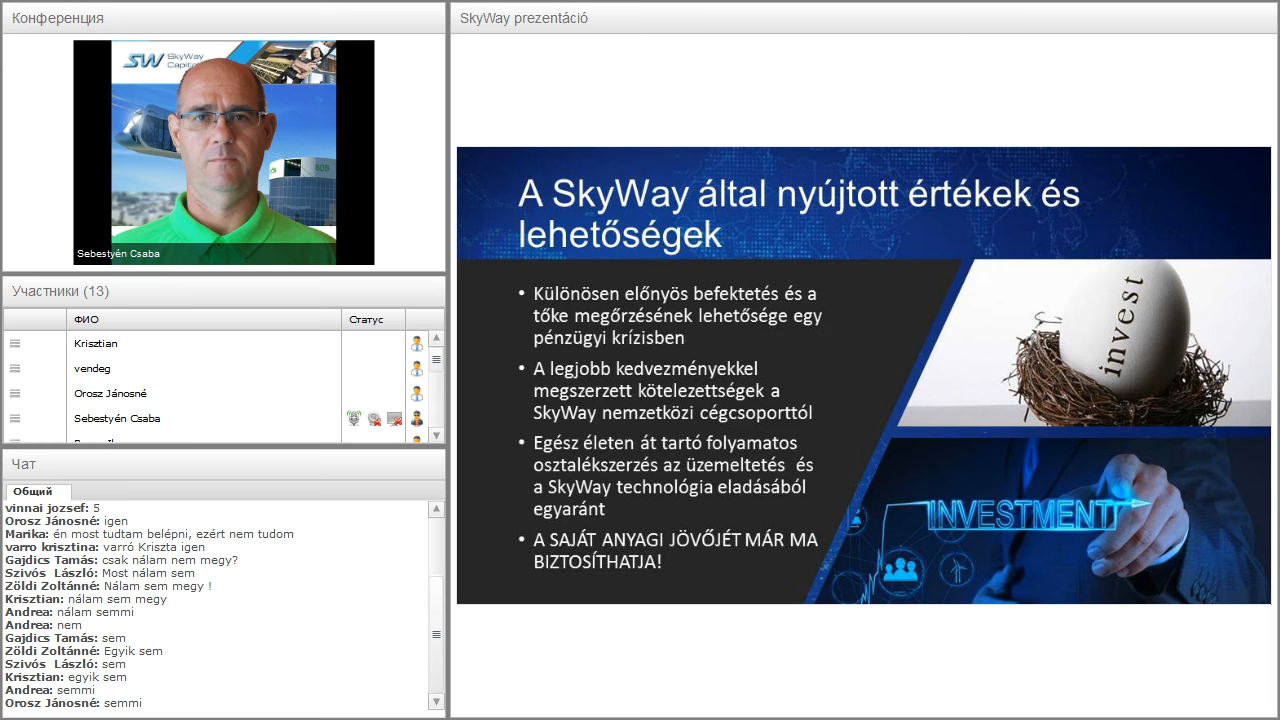 Конференция
SW SkyWay
Sebestyén Csaba
Участники (13)
ФИО
Статус
Krisztian
vendeg
Orosz Jánosné
Sebestyén Csaba
Чат
Общий
vinnai jozsef: 5
Orosz Jánosné: igen
Marika: én most tudtam belépni, ezért nem tudom
varro krisztina: varró Kriszta igen
Gajdics Tamás: csak nálam nem megy?
Szivós László: Most nálam sem
Zöldi Zoltánné: Nálam sem megy !
Krisztian: nálam sem megy
Andrea: nálam semmi
Andrea: nem
Gajdics Tamás: sem
Zöldi Zoltánné: Egyik sem
Szivós László: sem
Krisztian: egyik sem
Andrea: semmi
Orosz Jánosné: semmi
SkyWay prezentáció
A SkyWay által nyújtott értékek és
lehetőségek
• Különösen előnyös befektetés és a
tőke megőrzésének lehetősége egy
pénzügyi krízisben
• A legjobb kedvezményekkel
megszerzett kötelezettségek a
SkyWay nemzetközi cégcsoporttól
• Egész életen át tartó folyamatos
osztalékszerzés az üzemeltetés és
a SkyWay technológia eladásából
egyaránt
• A SAJÁT ANYAGI JÖVŐJÉT MÁR MA
BIZTOSÍTHATJA!
invest
INVESTMENT